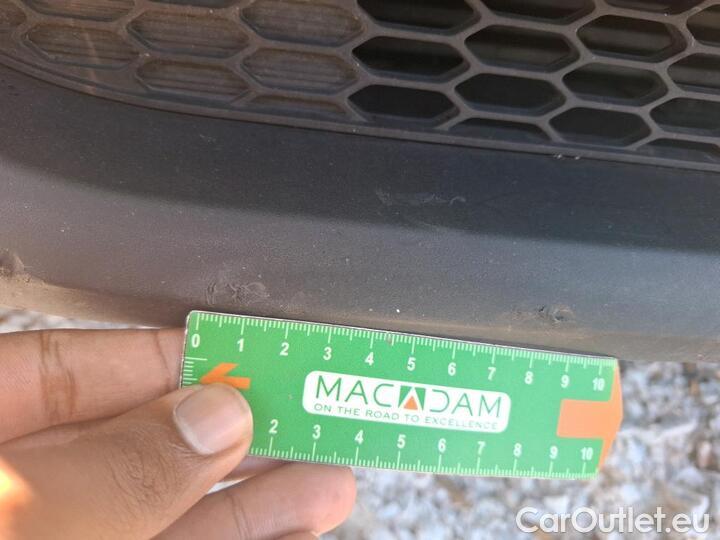 0 1 2 3 4 5 6 7 8 9 10
MACADAM
ON THE ROAD TO EXCELLENCE
2 3 4 5 6 7 8 9 10
CarOutlet.eu